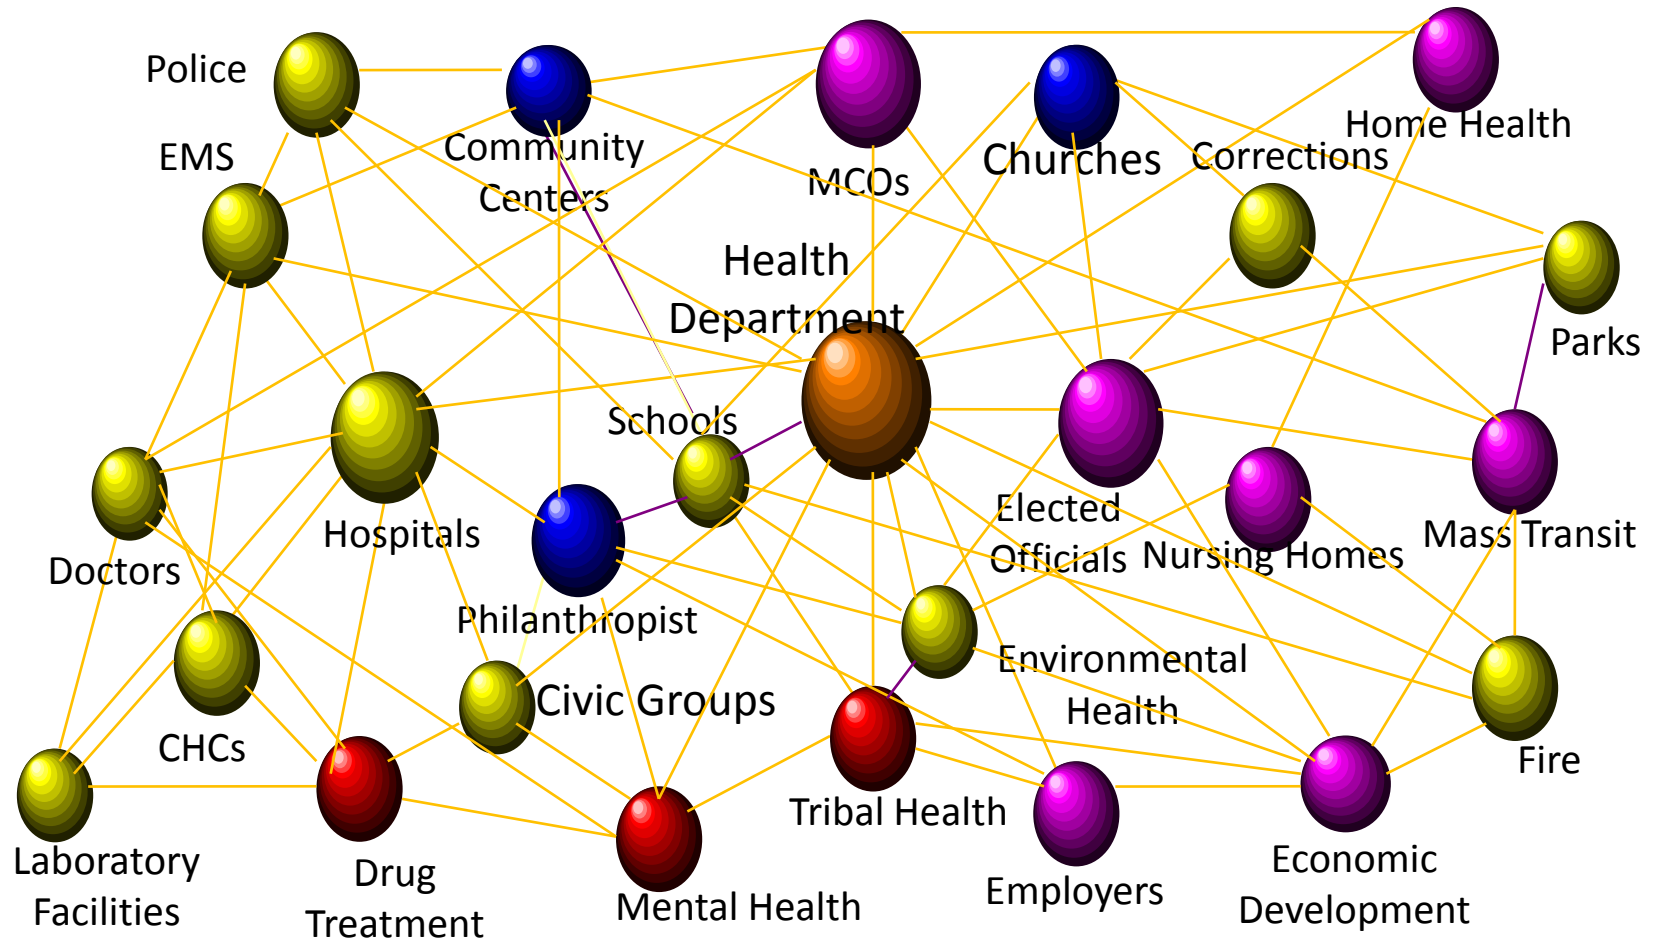 Police
EMS
Community
Centers
MCOs
Churches
Corrections
Home Health
Health
Department
Parks
Schools
Hospitals
Elected
Officials
Nursing Homes
Mass Transit
Doctors
Philanthropist
Environmental
Health
Civic Groups
CHCs
Fire
Tribal Health
Laboratory
Facilities
Drug
Treatment
Mental Health
Employers
Economic
Development